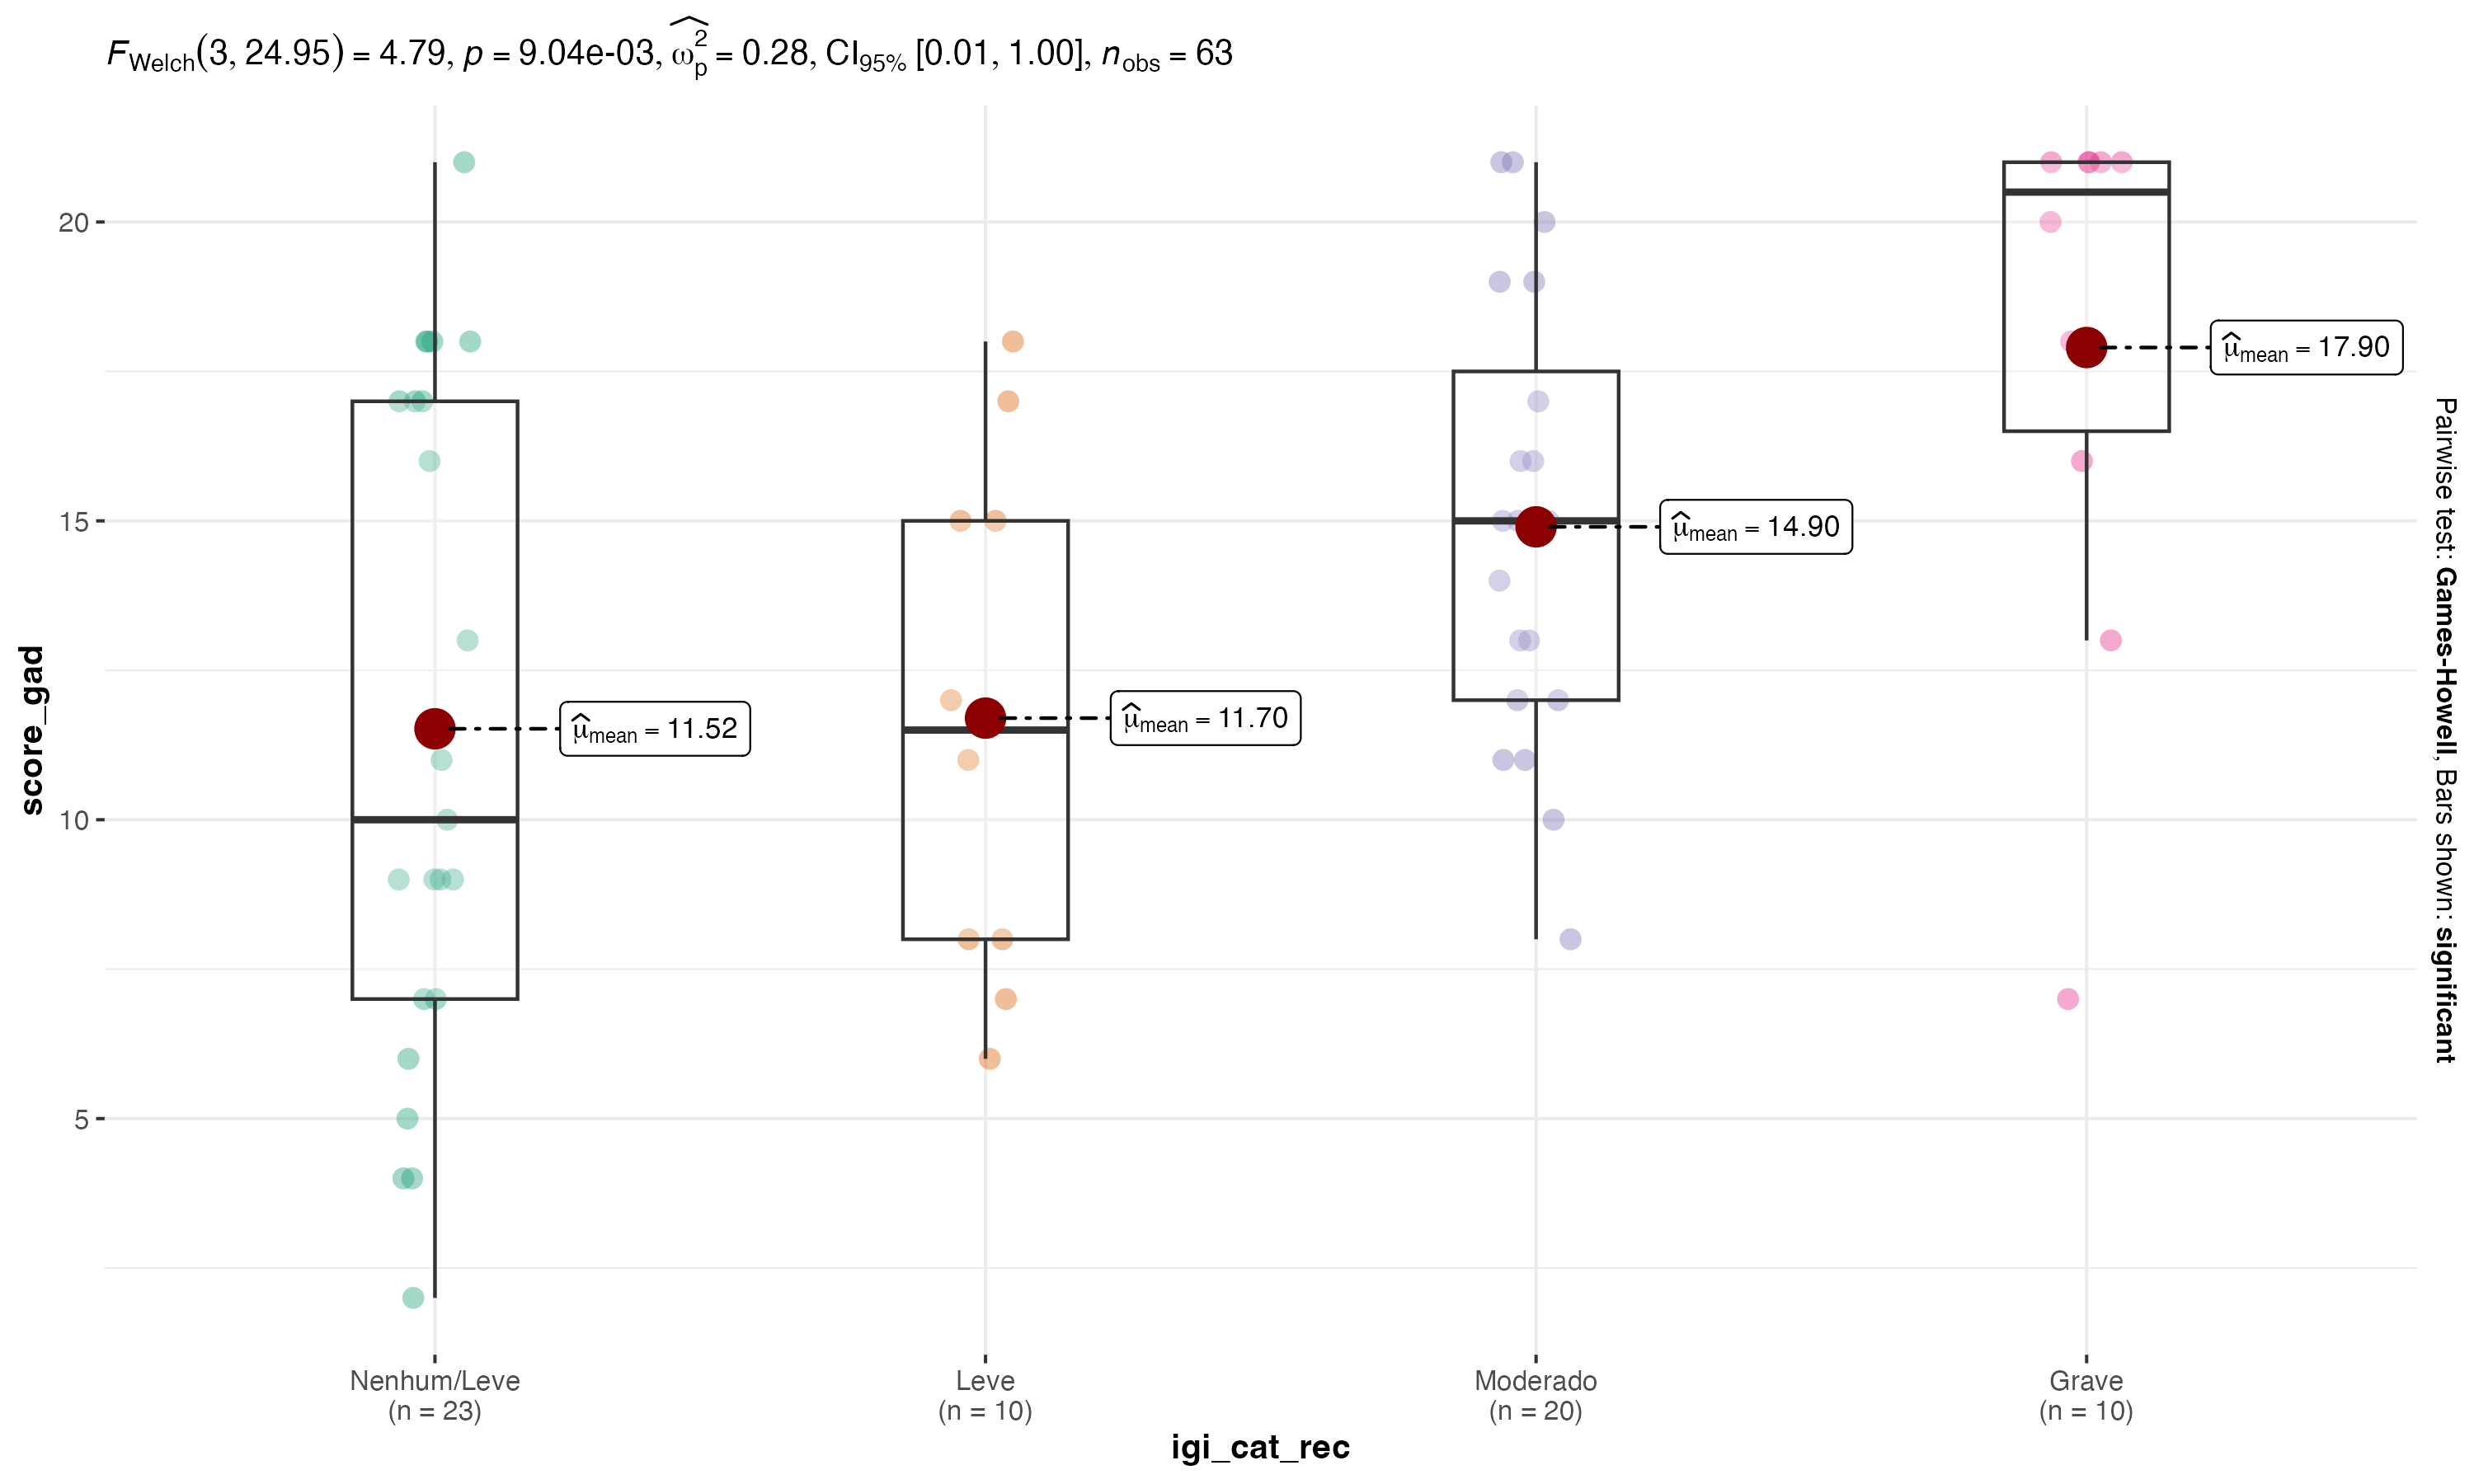 F_Welch(3, 24.95) = 4.79, p = 9.04e-03, ω̂²_p = 0.28, CI_95% [0.01, 1.00], n_obs = 63
20
15
10
5
score_gad
μ̂_mean = 11.52
μ̂_mean = 11.70
μ̂_mean = 14.90
μ̂_mean = 17.90
Pairwise test: Games-Howell, Bars shown: significant
Nenhum/Leve
(n = 23)
Leve
(n = 10)
Moderado
(n = 20)
Grave
(n = 10)
igi_cat_rec